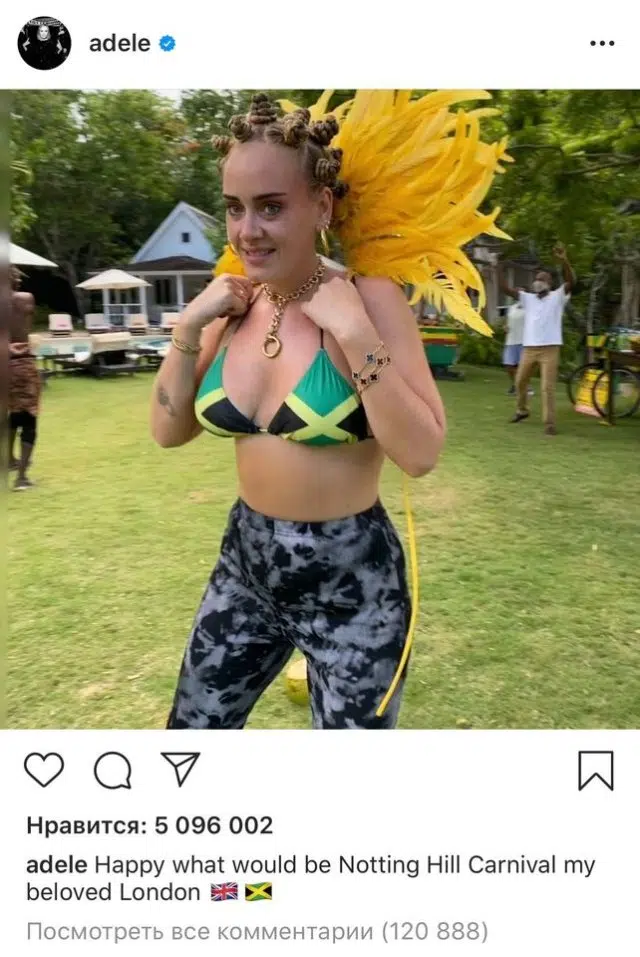 adele
Нравится: 5 096 002
adele Happy what would be Notting Hill Carnival my
beloved London 🇬🇧🇯🇲
Посмотреть все комментарии (120 888)